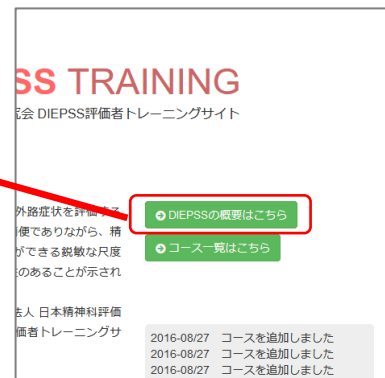 SS TRAINING
究会 DIEPSS評価者トレーニングサイト
外路症状を評価する
便でありながら、精
ができる鋭敏な尺度
のあることが示され
法人 日本精神科評価
価者トレーニングサ
DIEPSSの概要はこちら
コース一覧はこちら
2016-08/27 コースを追加しました
2016-08/27 コースを追加しました
2016-08/27 コースを追加しました